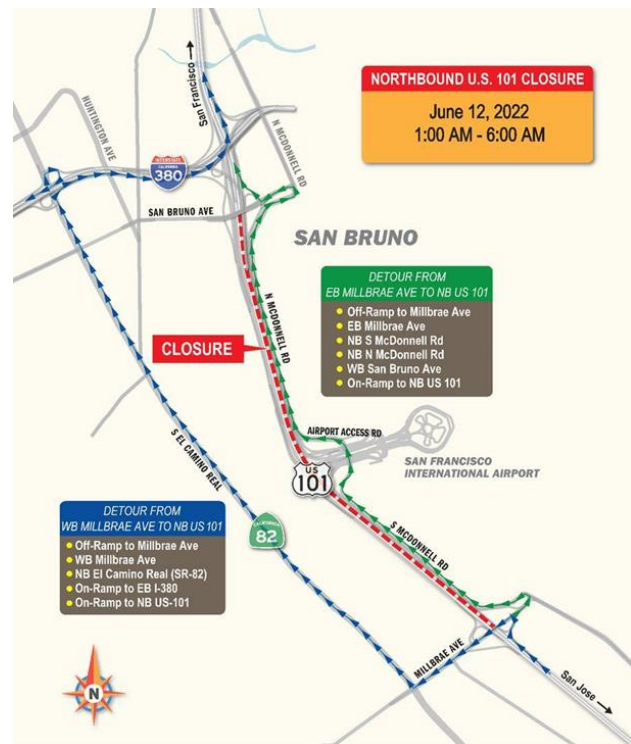 NORTHBOUND U.S. 101 CLOSURE
June 12, 2022
1:00 AM - 6:00 AM
San Francisco
HUNTINGTON AVE
N MCDONNELL RD
INTERSTATE
CALIFORNIA
380
SAN BRUNO AVE
SAN BRUNO
DETOUR FROM
EB MILLBRAE AVE TO NB US 101
Off-Ramp to Millbrae Ave
EB Millbrae Ave
NB S McDonnell Rd
NB N McDonnell Rd
WB San Bruno Ave
On-Ramp to NB US 101
N MCDONNELL RD
CLOSURE
AIRPORT ACCESS RD
SAN FRANCISCO
INTERNATIONAL AIRPORT
US
101
S EL CAMINO REAL
DETOUR FROM
WB MILLBRAE AVE TO NB US 101
Off-Ramp to Millbrae Ave
WB Millbrae Ave
NB El Camino Real (SR-82)
On-Ramp to EB I-380
On-Ramp to NB US-101
CALIFORNIA
82
S MCDONNELL RD
MILLBRAE AVE
San Jose
N